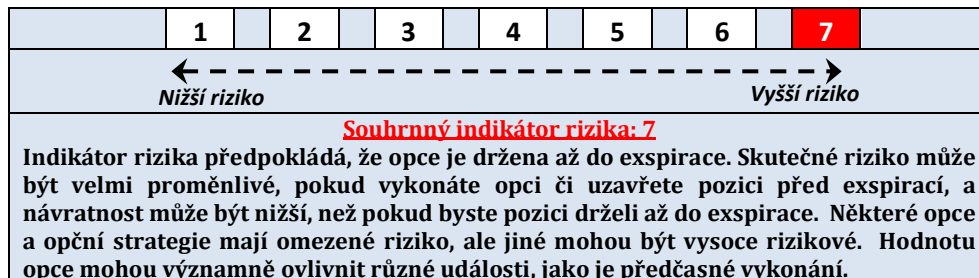 1 2 3 4 5 6 7
Nižší riziko Vyšší riziko
Souhrnný indikátor rizika: 7
Indikátor rizika předpokládá, že opce je držena až do exspirace. Skutečné riziko může
být velmi proměnlivé, pokud vykonáte opci či uzavřete pozici před exspirací, a
návratnost může být nižší, než pokud byste pozici drželi až do exspirace. Některé opce
a opční strategie mají omezené riziko, ale jiné mohou být vysoce rizikové. Hodnotu
opce mohou významně ovlivnit různé události, jako je předčasné vykonání.